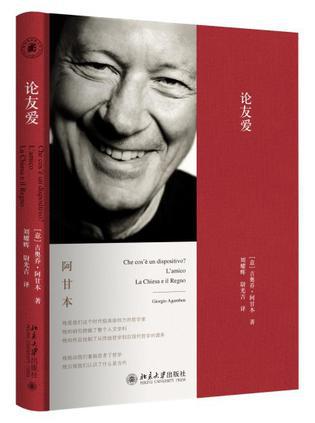 论友爱
Che cos'è un dispositivo?
L'amico
La Chiesa e il Regno
[意] 吉奥乔·阿甘本 著
刘耀辉 尉光吉 译
北京大学出版社
阿甘本
Che cos'è un dispositivo?
L'amico
La Chiesa e il Regno
Giorgio Agamben
北京大学出版社
PEKING UNIVERSITY PRESS
论友爱
[意] 吉奥乔·阿甘本 著
刘耀辉 尉光吉 译